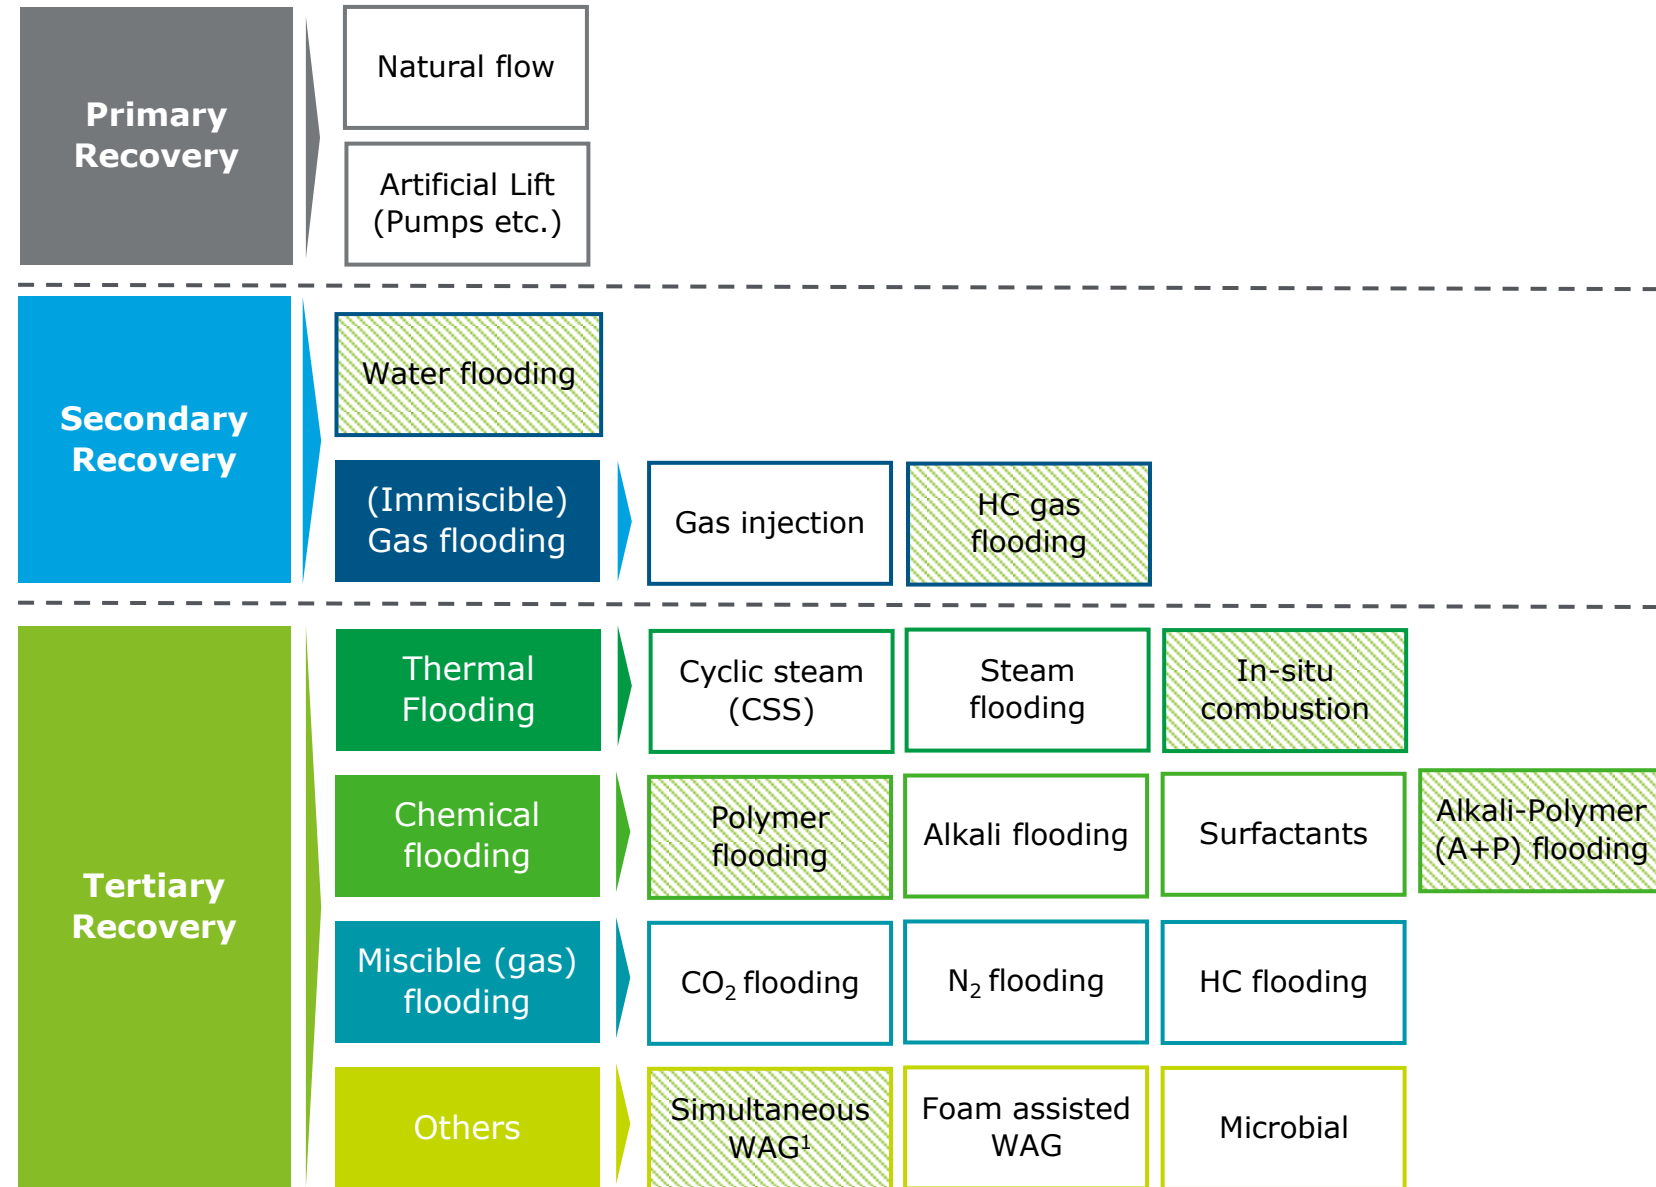 Primary
Recovery
Natural flow
Artificial Lift
(Pumps etc.)
Secondary
Recovery
Water flooding
(Immiscible)
Gas flooding
Gas injection
HC gas
flooding
Tertiary
Recovery
Thermal
Flooding
Cyclic steam
(CSS)
Steam
flooding
In-situ
combustion
Chemical
flooding
Polymer
flooding
Alkali flooding
Surfactants
Alkali-Polymer
(A+P) flooding
Miscible (gas)
flooding
CO₂ flooding
N₂ flooding
HC flooding
Others
Simultaneous
WAG¹
Foam assisted
WAG
Microbial